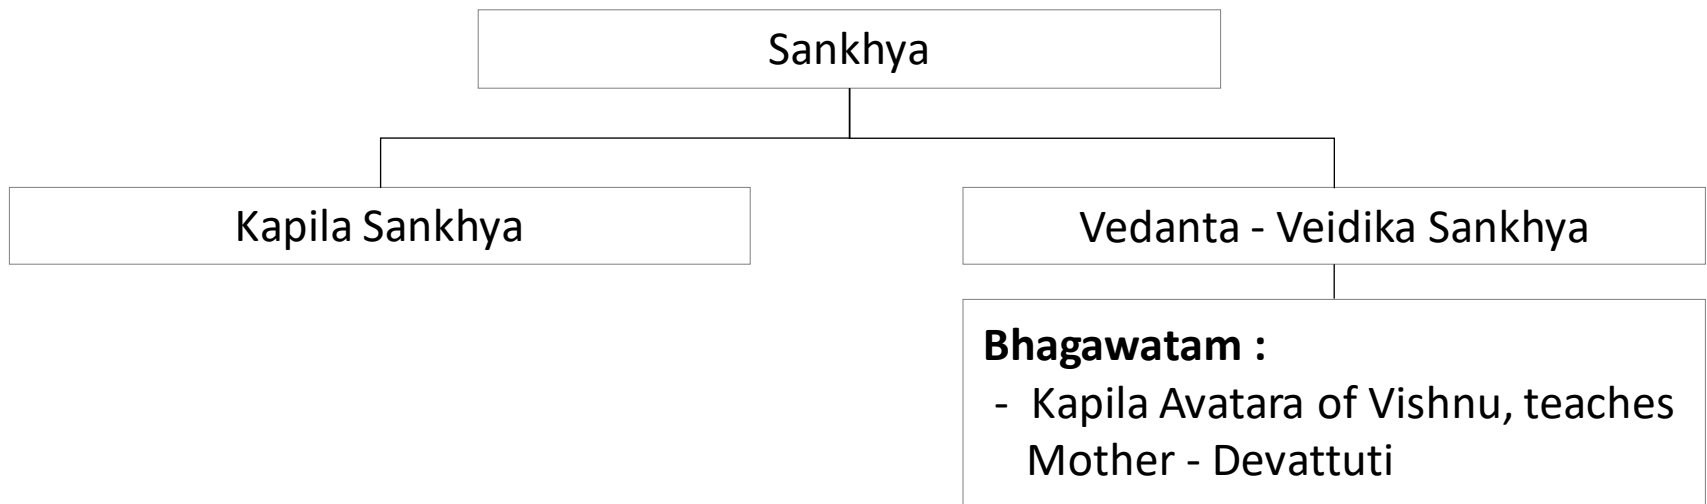 Sankhya
Kapila Sankhya
Vedanta - Veidika Sankhya
Bhagawatam :
- Kapila Avatara of Vishnu, teaches
Mother - Devattuti